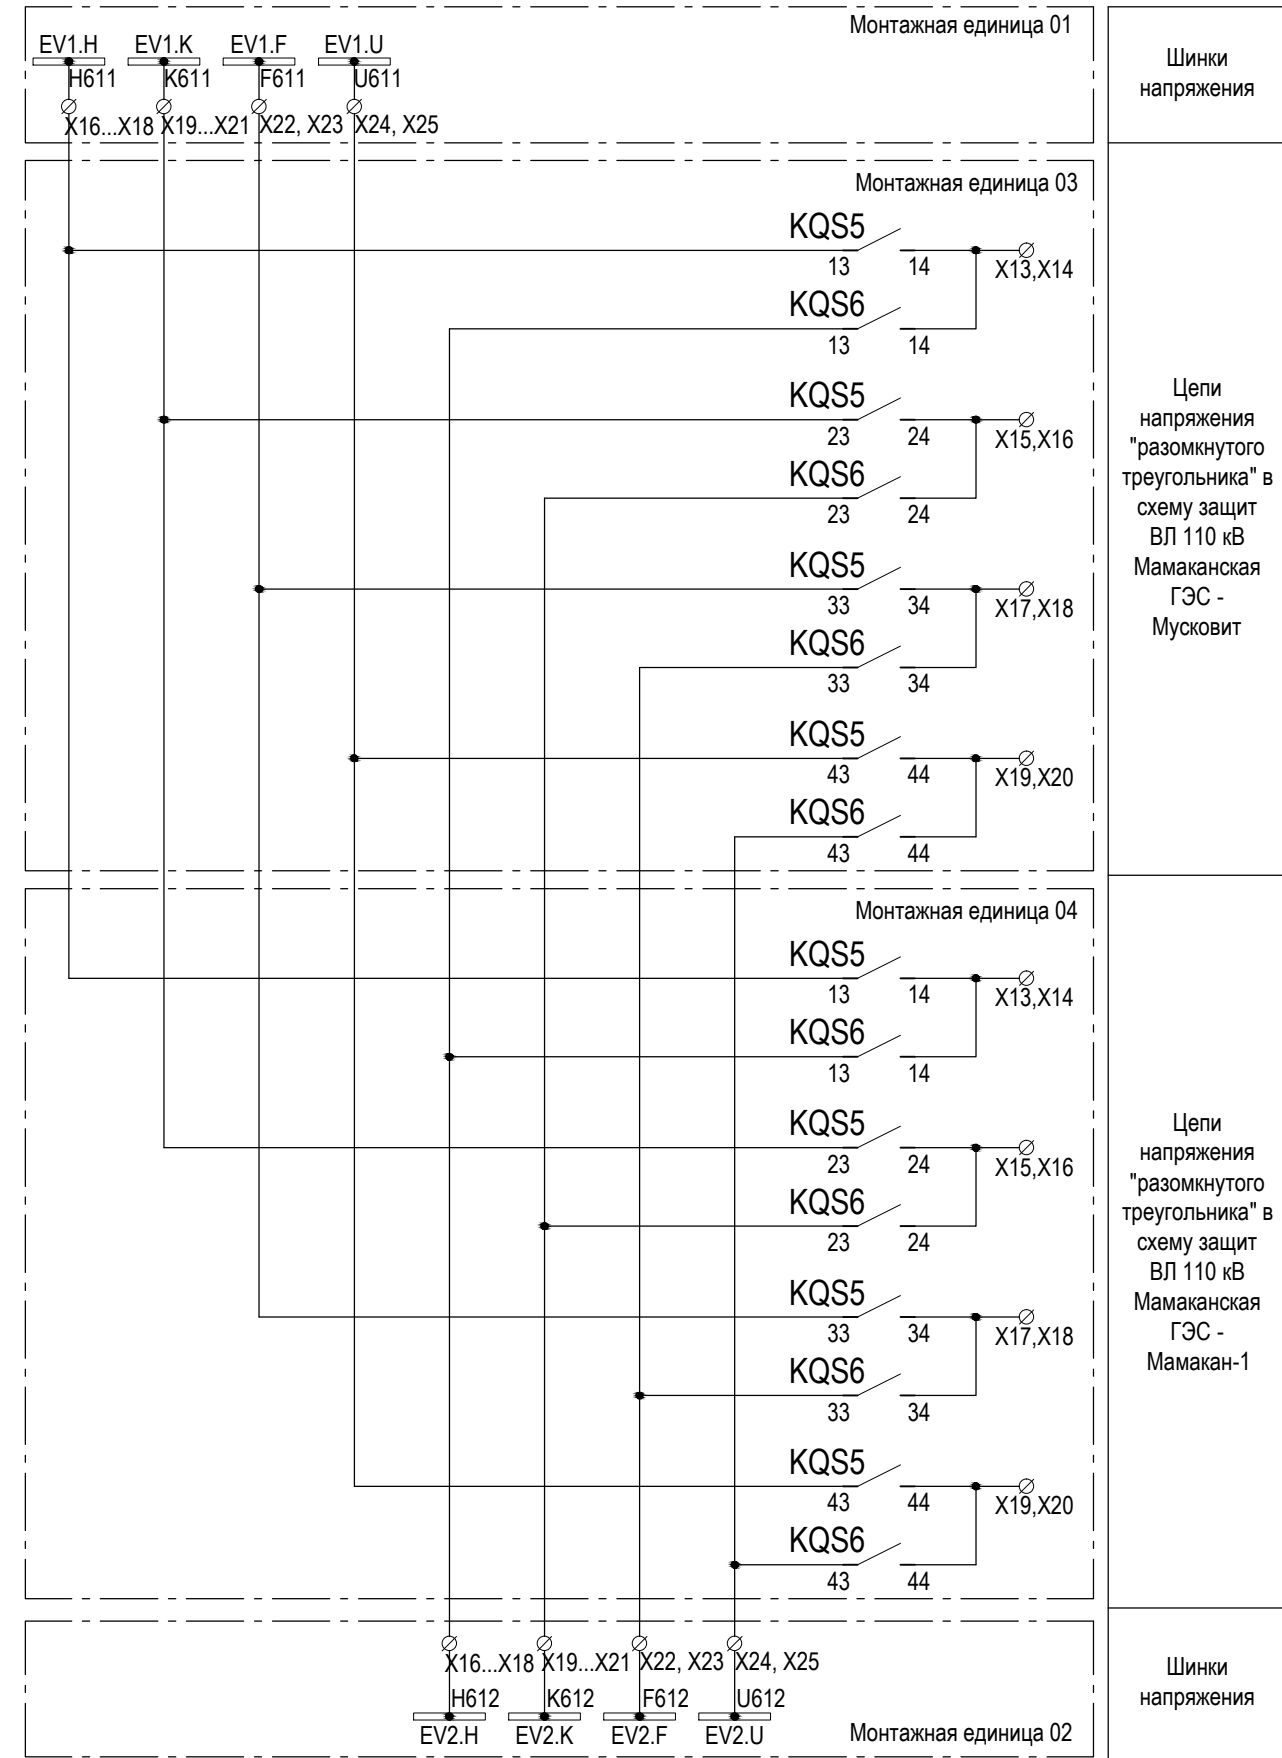 Монтажная единица 01
EV1.H EV1.K EV1.F EV1.U
H611 K611 F611 U611
X16...X18 X19...X21 X22, X23 X24, X25
Шинки
напряжения
Монтажная единица 03
KQS5
13 14 X13,X14
KQS6
13 14
KQS5
23 24 X15,X16
KQS6
23 24
KQS5
33 34 X17,X18
KQS6
33 34
KQS5
43 44 X19,X20
KQS6
43 44
Цепи
напряжения
"разомкнутого
треугольника" в
схему защит
ВЛ 110 кВ
Мамаканская
ГЭС -
Мусковит
Монтажная единица 04
KQS5
13 14 X13,X14
KQS6
13 14
KQS5
23 24 X15,X16
KQS6
23 24
KQS5
33 34 X17,X18
KQS6
33 34
KQS5
43 44 X19,X20
KQS6
43 44
Цепи
напряжения
"разомкнутого
треугольника" в
схему защит
ВЛ 110 кВ
Мамаканская
ГЭС -
Мамакан-1
X16...X18 X19...X21 X22, X23 X24, X25
H612 K612 F612 U612
EV2.H EV2.K EV2.F EV2.U
Монтажная единица 02
Шинки
напряжения